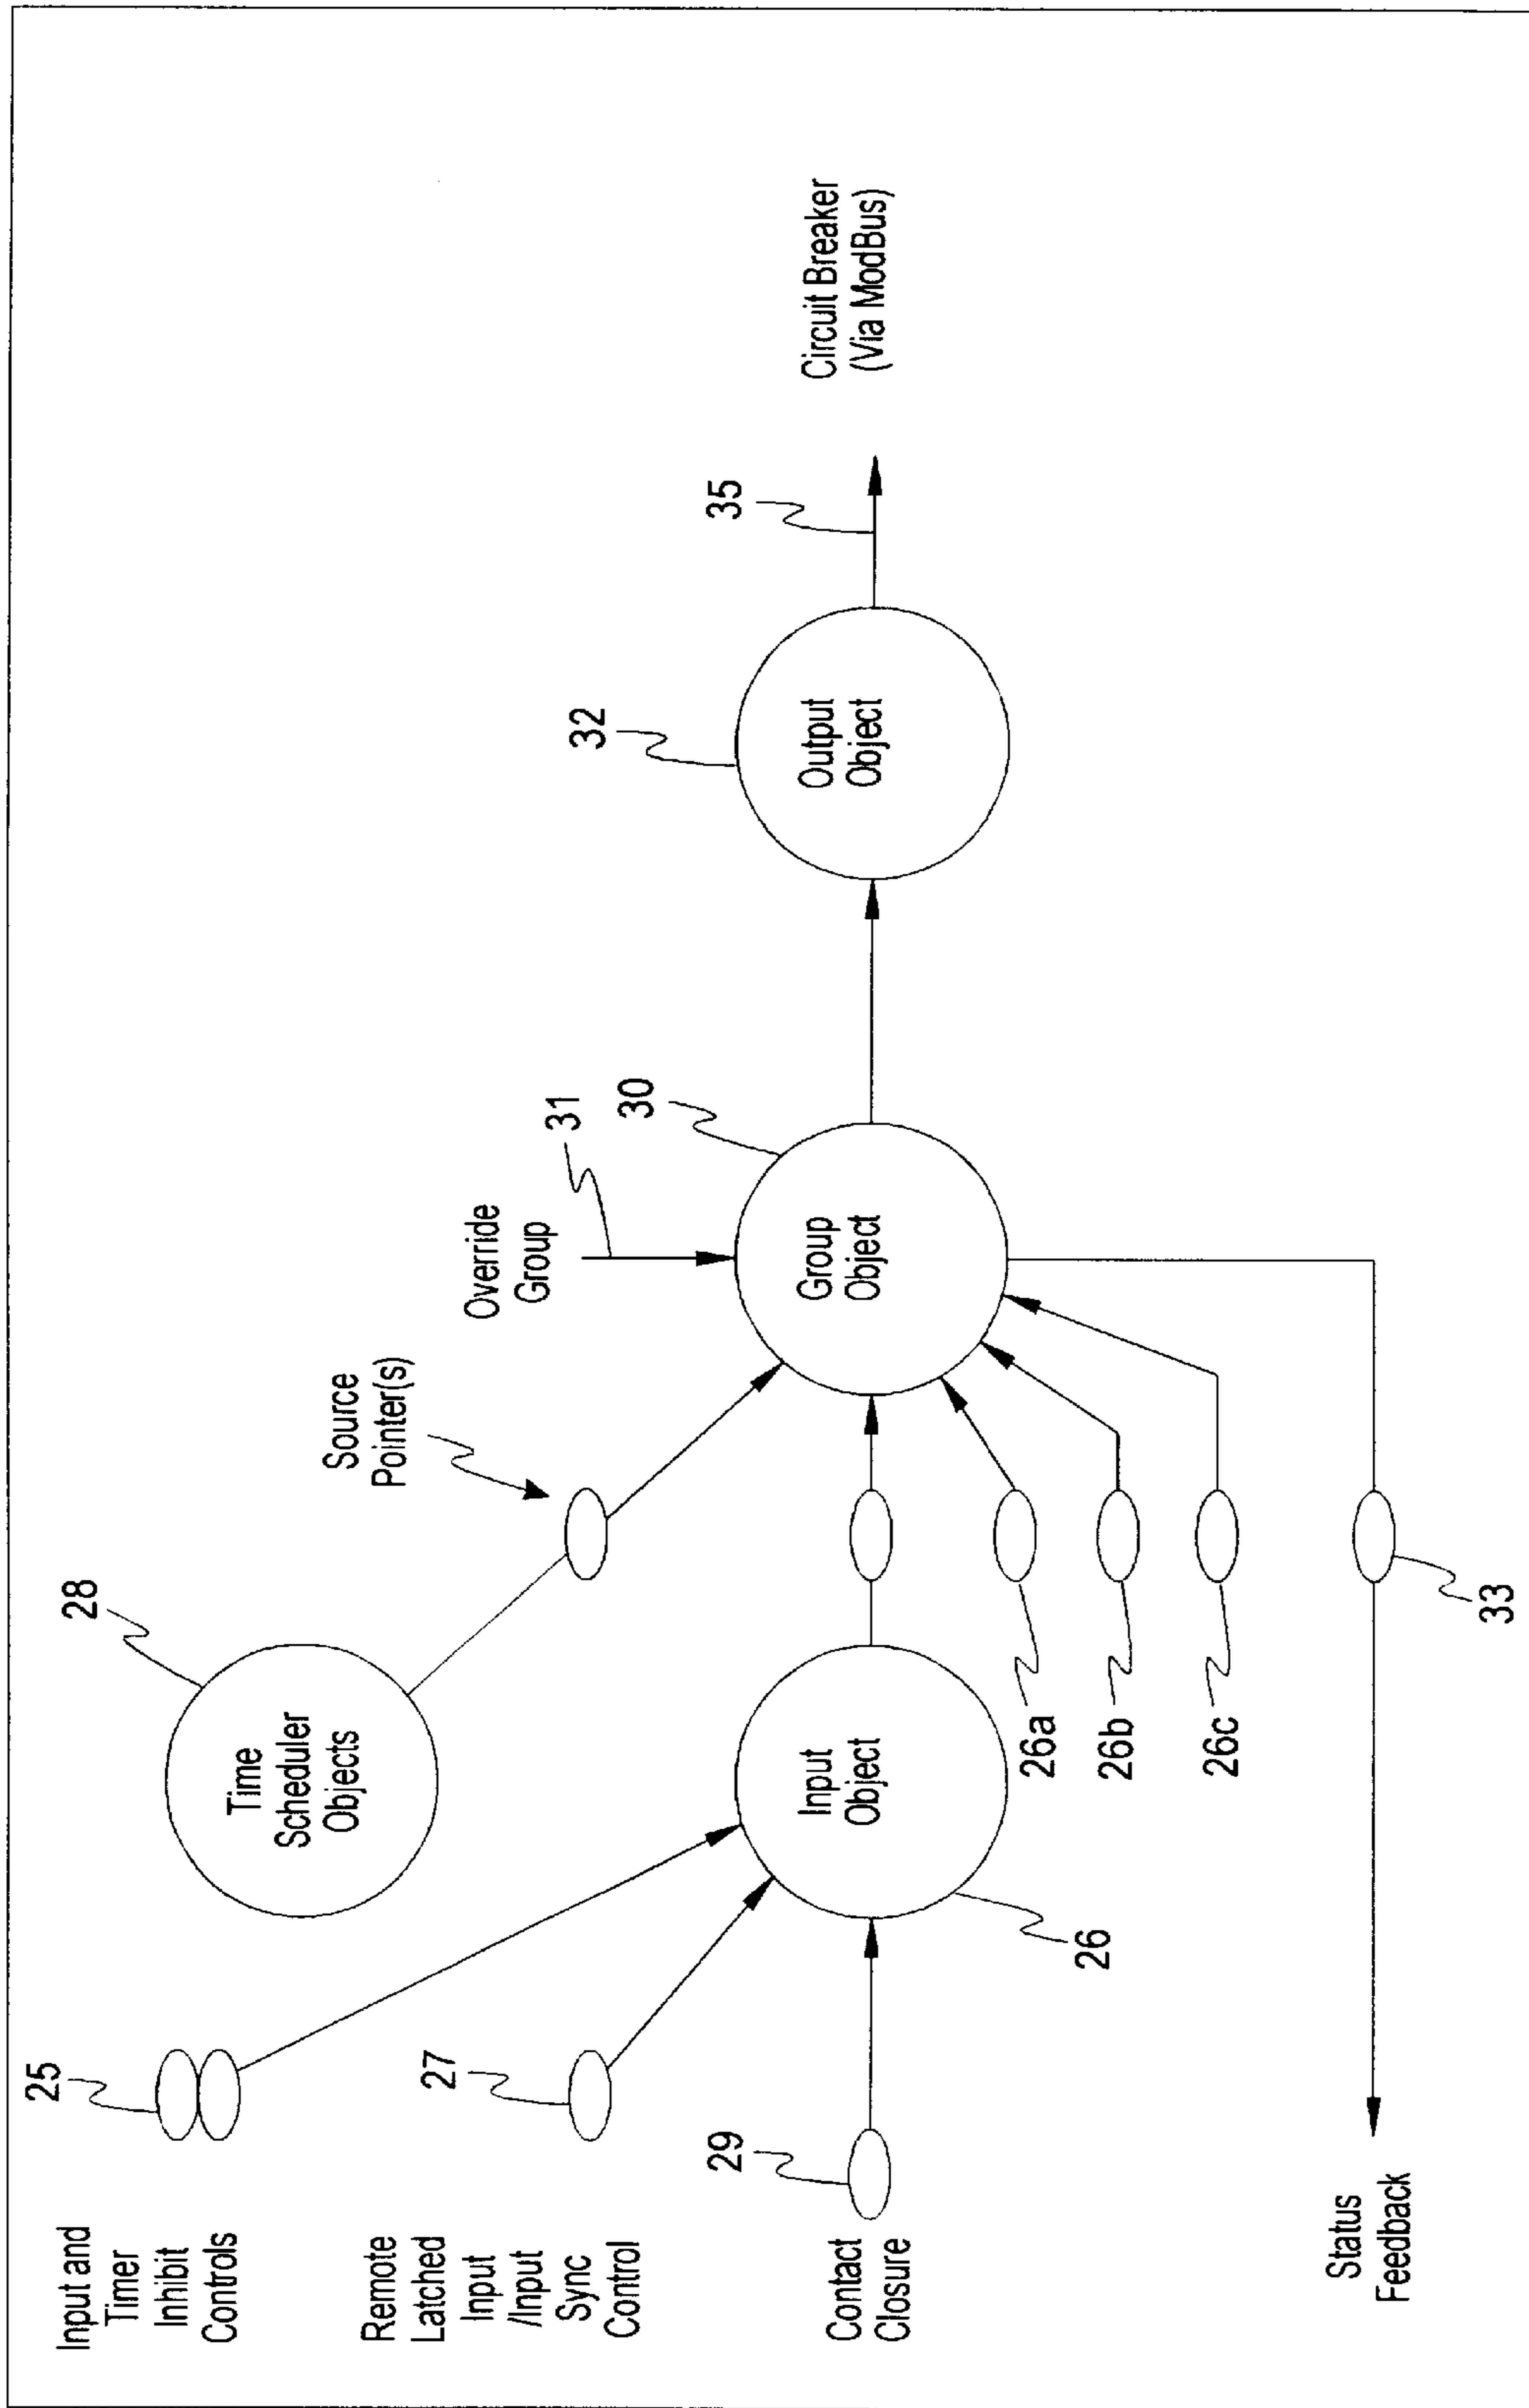 Input and
Timer
Inhibit
Controls
25
Time
Scheduler
Objects
28
Source
Pointer(s)
Remote
Latched
Input
/Input
Sync
Control
27
Override
Group
31
30
Contact
Closure
29
Input
Object
26
Group
Object
32
Output
Object
35
Circuit Breaker
(Via ModBus)
26a
26b
26c
Status
Feedback
33